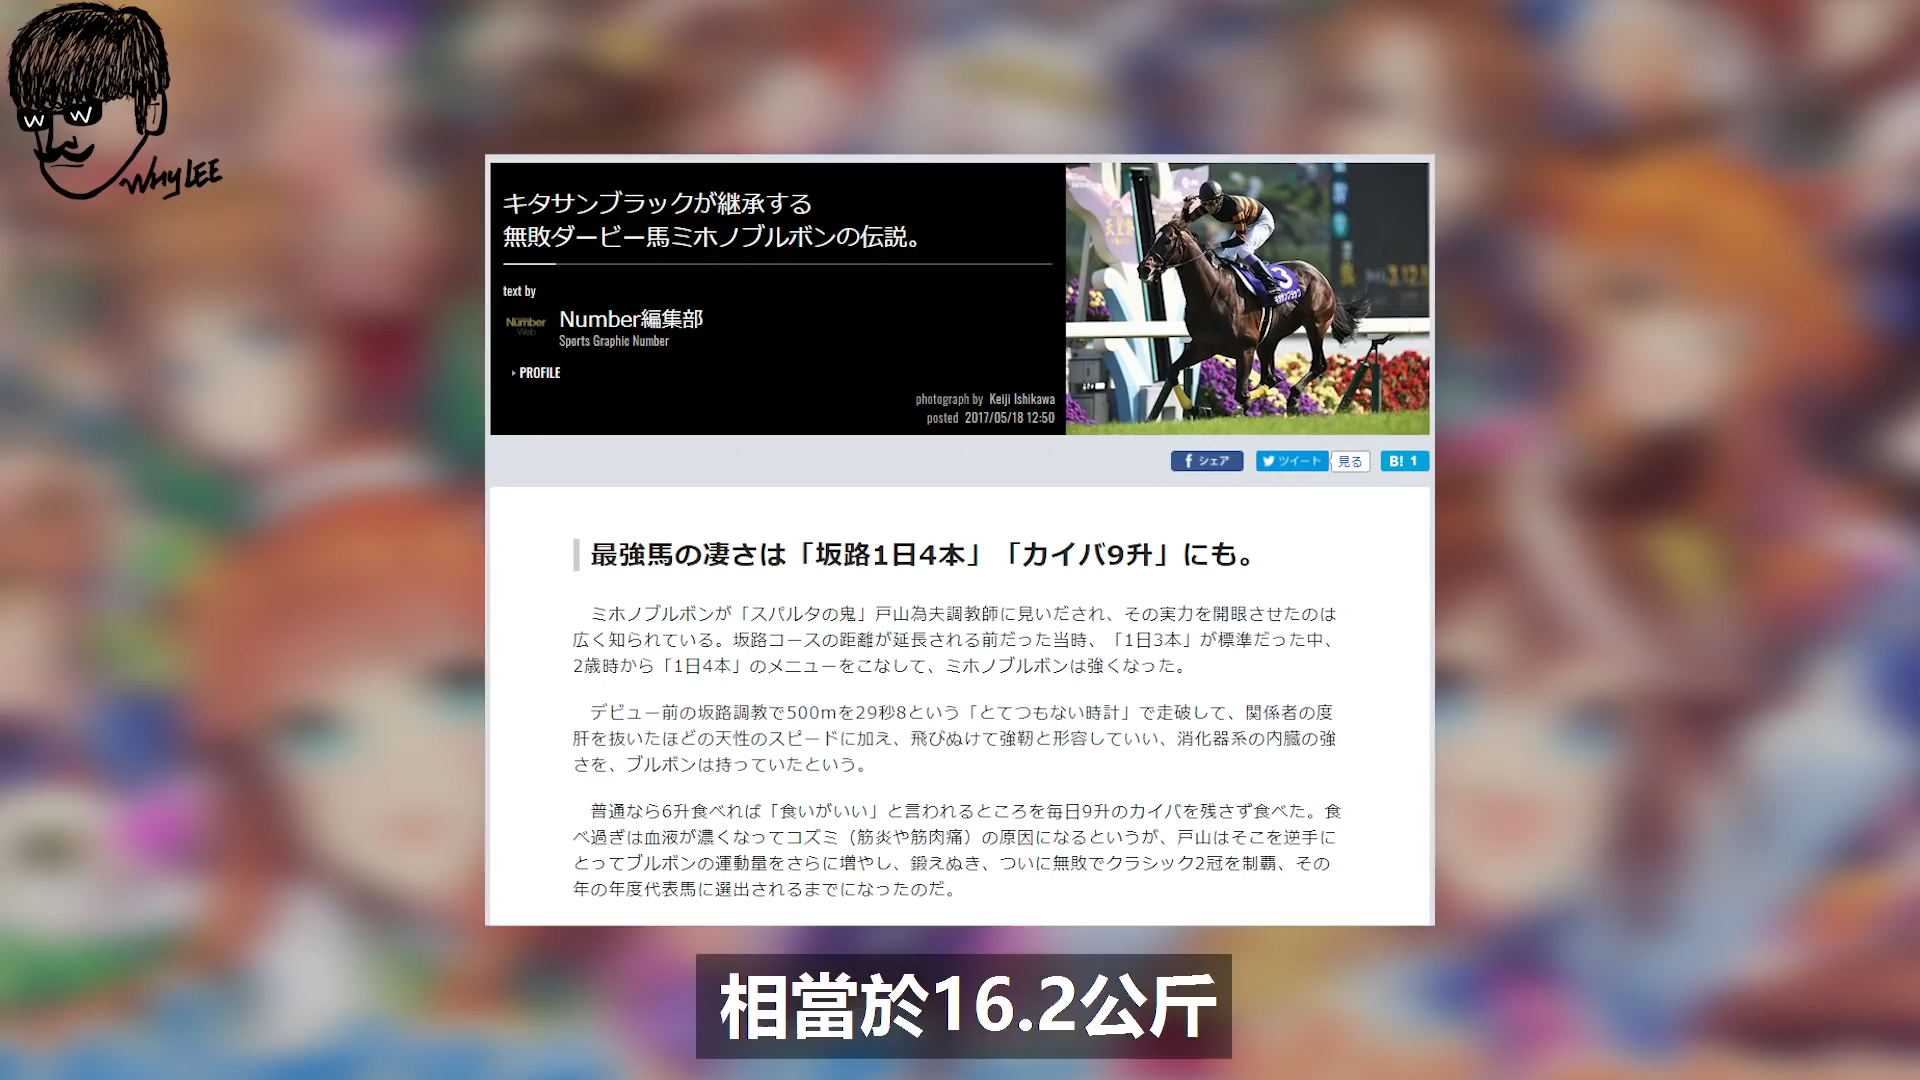 W W
WHYLEE
キタサンブラックが継承する
無敗ダービー馬ミホノブルボンの伝説。
text by
Number Web
Number編集部
Sports Graphic Number
PROFILE
photograph by Keiji Ishikawa
posted 2017/05/18 12:50
3
キタサンブラック
シェア
ツイート
見る
B! 1
最強馬の凄さは「坂路1日4本」「カイバ9升」にも。
ミホノブルボンが「スパルタの鬼」戸山為夫調教師に見いだされ、その実力を開眼させたのは
広く知られている。坂路コースの距離が延長される前だった当時、「1日3本」が標準だった中、
2歳時から「1日4本」のメニューをこなして、ミホノブルボンは強くなった。
デビュー前の坂路調教で500mを29秒8という「とてつもない時計」で走破して、関係者の度
肝を抜いたほどの天性のスピードに加え、飛びぬけて強靭と形容していい、消化器系の内臓の強
さを、ブルボンは持っていたという。
普通なら6升食べれば「食いがいい」と言われるところを毎日9升のカイバを残さず食べた。食
べ過ぎは血液が濃くなってコズミ（筋炎や筋肉痛）の原因になるというが、戸山はそこを逆手に
とってブルボンの運動量をさらに増やし、鍛えぬき、ついに無敗でクラシック2冠を制覇、その
年の年度代表馬に選出されるまでになったのだ。
相當於16.2公斤